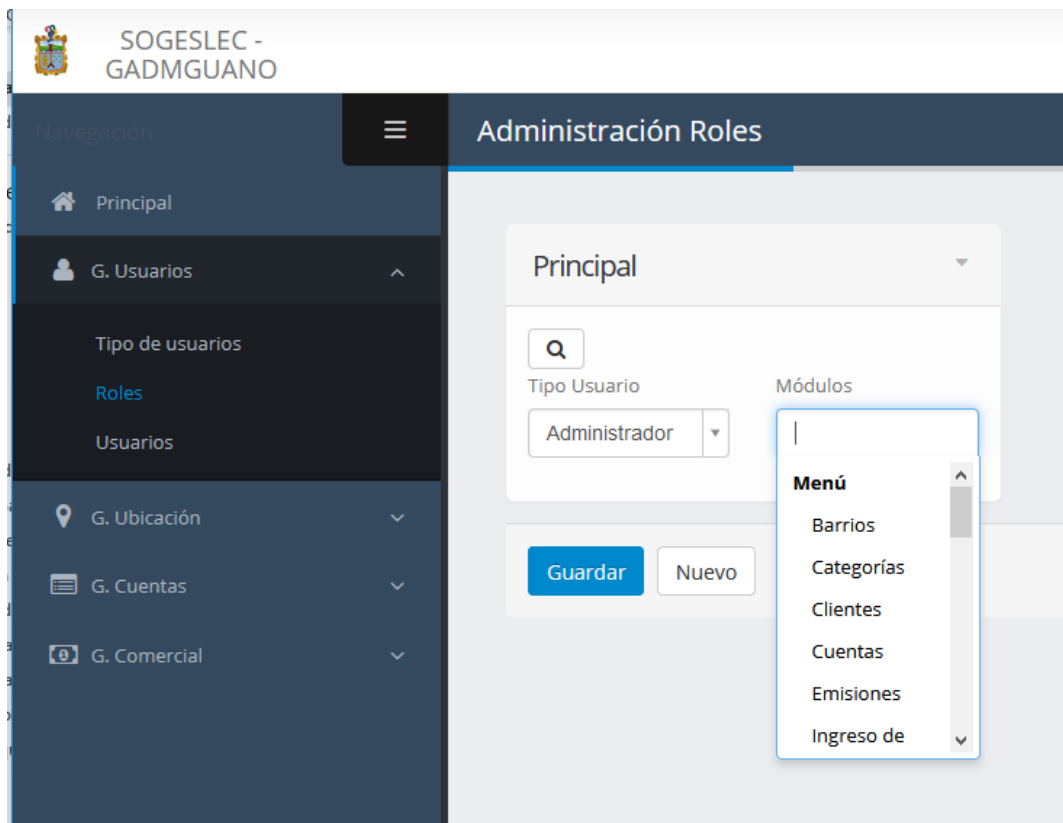 SOGESLEC -
GADMGUANO
Navegación
Administración Roles
Principal
G. Usuarios
Tipo de usuarios
Roles
Usuarios
G. Ubicación
G. Cuentas
G. Comercial
Principal
Tipo Usuario
Módulos
Administrador
Menú
Barrios
Categorías
Clientes
Cuentas
Emisiones
Ingreso de
Guardar
Nuevo